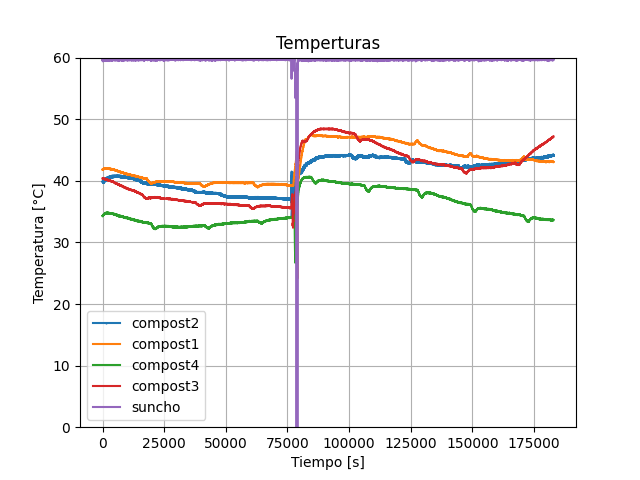 Temperturas
Temperatura [°C]
60
50
40
30
20
10
0
compost2
compost1
compost4
compost3
suncho
0 25000 50000 75000 100000 125000 150000 175000
Tiempo [s]